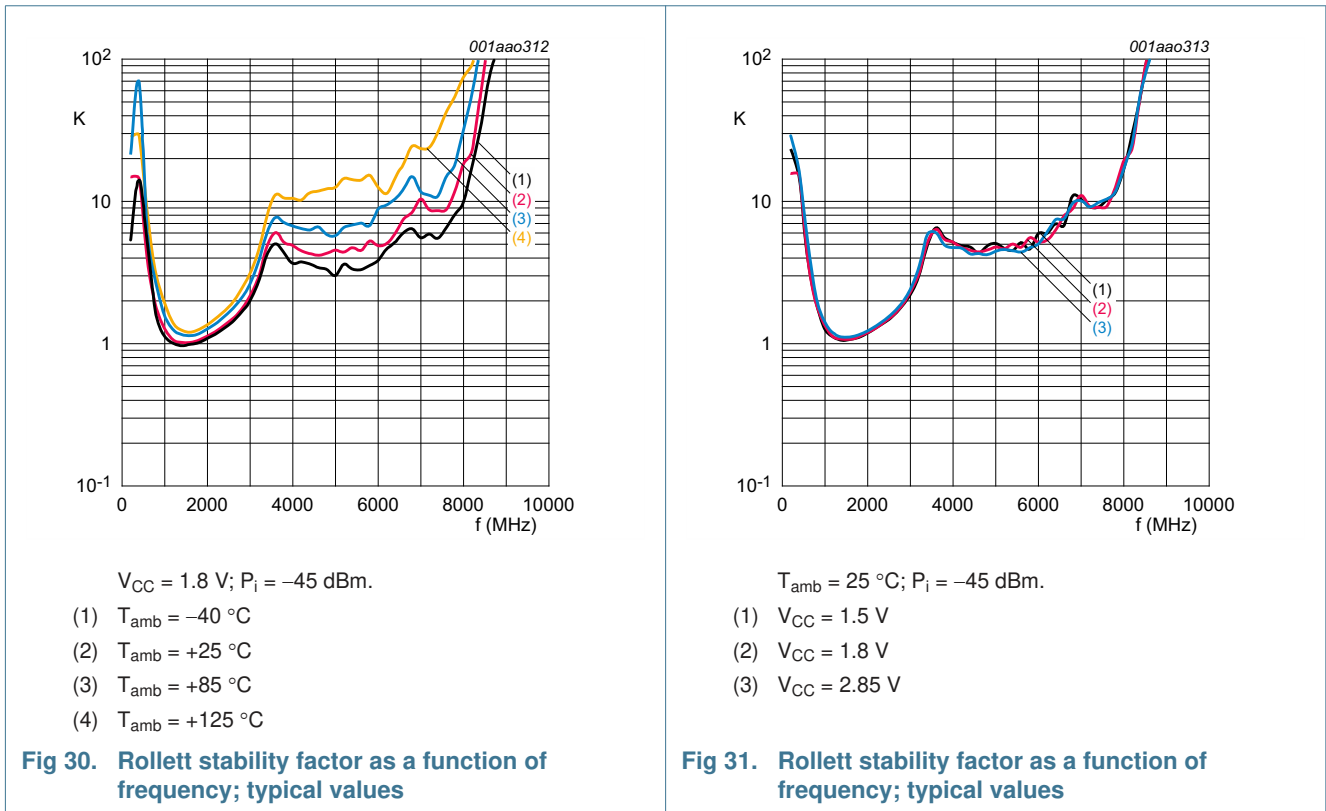 001aao312
10²
K
10
1
10⁻¹
0 2000 4000 6000 8000 10000
f (MHz)
(1)
(2)
(3)
(4)
V_CC = 1.8 V; P_i = −45 dBm.
(1) T_amb = −40 °C
(2) T_amb = +25 °C
(3) T_amb = +85 °C
(4) T_amb = +125 °C
Fig 30. Rollett stability factor as a function of
frequency; typical values
001aao313
10²
K
10
1
10⁻¹
0 2000 4000 6000 8000 10000
f (MHz)
(1)
(2)
(3)
T_amb = 25 °C; P_i = −45 dBm.
(1) V_CC = 1.5 V
(2) V_CC = 1.8 V
(3) V_CC = 2.85 V
Fig 31. Rollett stability factor as a function of
frequency; typical values